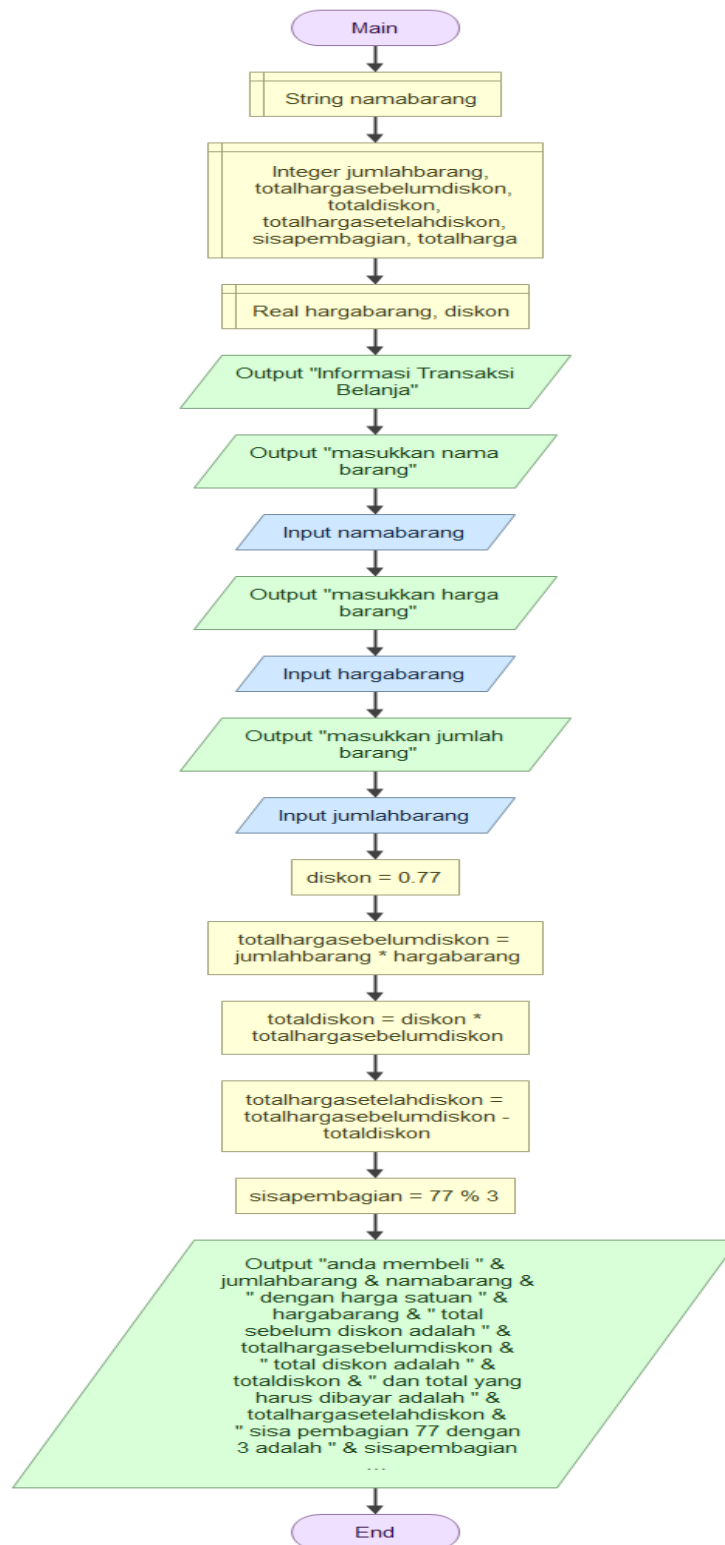 Main
String namabarang
Integer jumlahbarang,
totalhargasebelumdiskon,
totaldiskon,
totalhargasetelahdiskon,
sisapembagian, totalharga
Real hargabarang, diskon
Output "Informasi Transaksi
Belanja"
Output "masukkan nama
barang"
Input namabarang
Output "masukkan harga
barang"
Input hargabarang
Output "masukkan jumlah
barang"
Input jumlahbarang
diskon = 0.77
totalhargasebelumdiskon =
jumlahbarang * hargabarang
totaldiskon = diskon *
totalhargasebelumdiskon
totalhargasetelahdiskon =
totalhargasebelumdiskon -
totaldiskon
sisapembagian = 77 % 3
Output "anda membeli " &
jumlahbarang & namabarang &
" dengan harga satuan " &
hargabarang & " total
sebelum diskon adalah " &
totalhargasebelumdiskon &
" total diskon adalah " &
totaldiskon & " dan total yang
harus dibayar adalah " &
totalhargasetelahdiskon &
" sisa pembagian 77 dengan
3 adalah " & sisapembagian
...
End